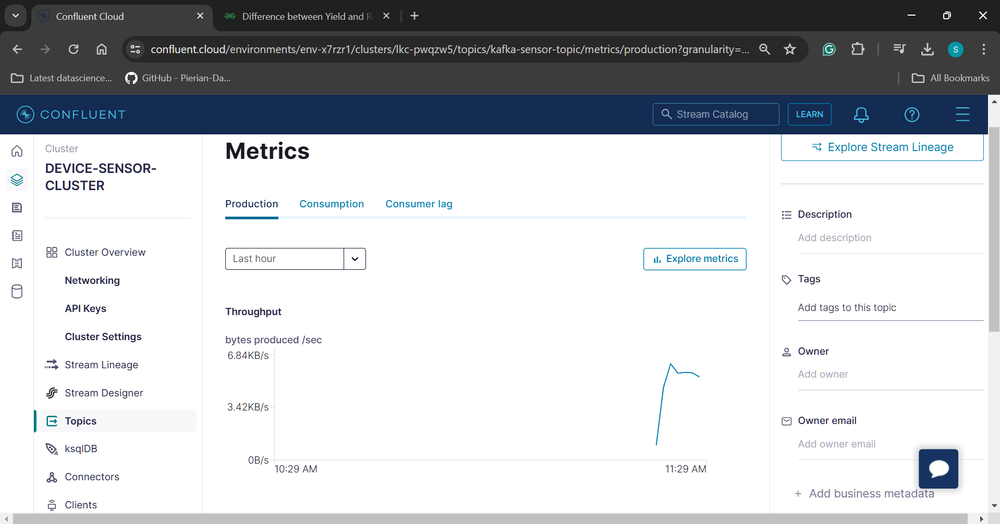 Confluent Cloud
Difference between Yield and R
confluent.cloud/environments/env-x7rzr1/clusters/lkc-pwqzw5/topics/kafka-sensor-topic/metrics/production?granularity=...
S
Latest datascience...
GitHub - Pierian-Da...
All Bookmarks
CONFLUENT
Stream Catalog
LEARN
Cluster
DEVICE-SENSOR-
CLUSTER
Cluster Overview
Networking
API Keys
Cluster Settings
Stream Lineage
Stream Designer
Topics
ksqlDB
Connectors
Clients
Metrics
Production
Consumption
Consumer lag
Last hour
Explore metrics
Throughput
bytes produced /sec
6.84KB/s
3.42KB/s
0B/s
10:29 AM
11:29 AM
Explore Stream Lineage
Description
Add description
Tags
Add tags to this topic
Owner
Add owner
Owner email
Add owner email
+ Add business metadata